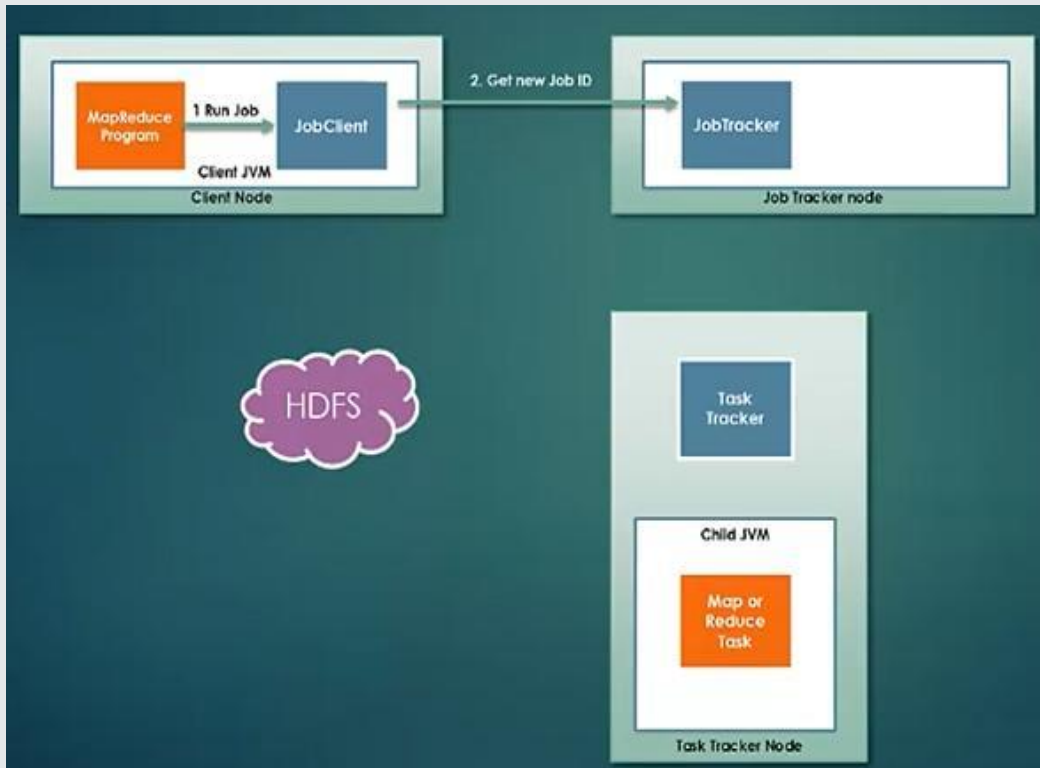 MapReduce
Program
1 Run Job
JobClient
Client JVM
Client Node
2. Get new Job ID
JobTracker
Job Tracker node
HDFS
Task
Tracker
Child JVM
Map or
Reduce
Task
Task Tracker Node